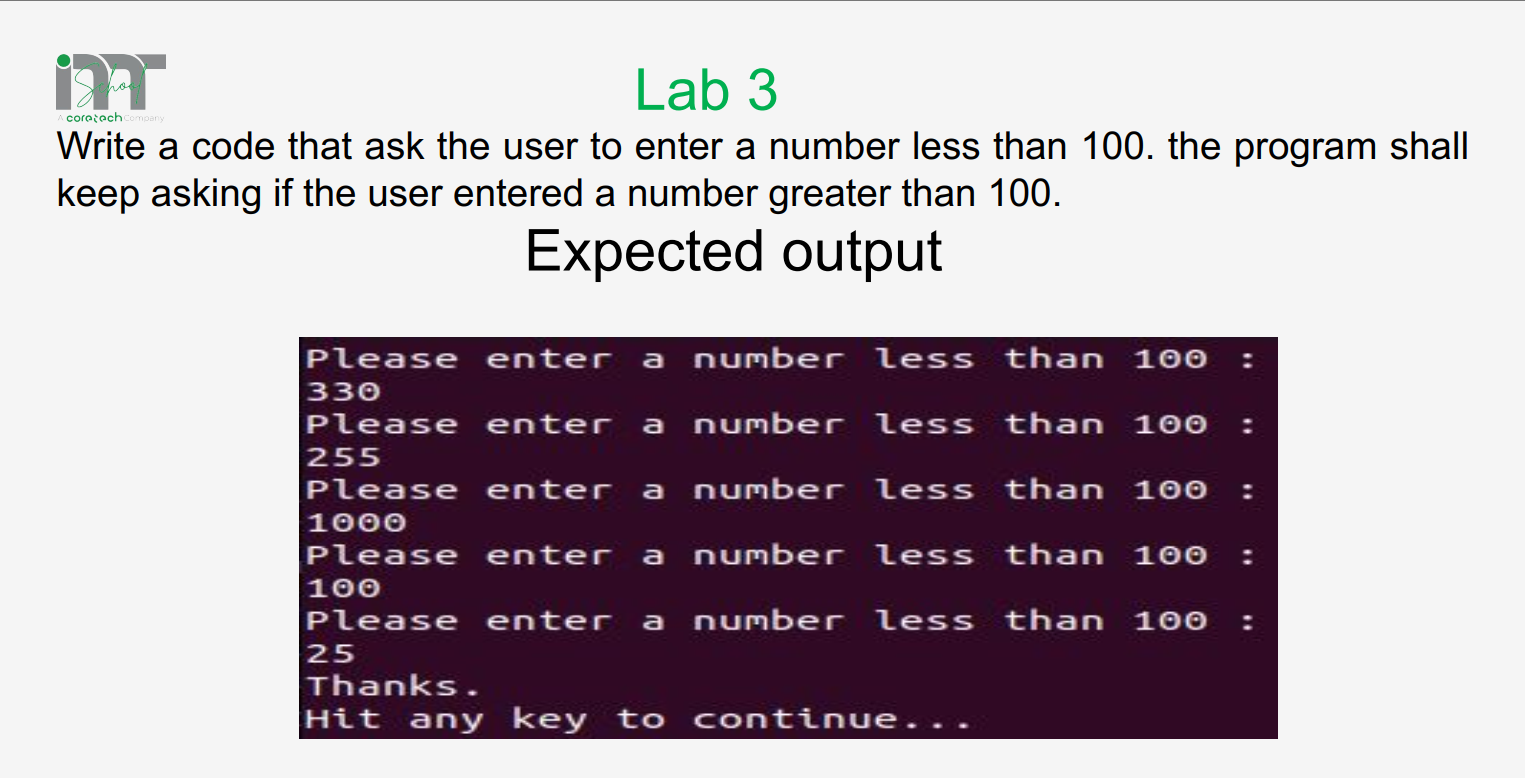 imt
School
A coretech Company
Lab 3
Write a code that ask the user to enter a number less than 100. the program shall
keep asking if the user entered a number greater than 100.
Expected output
Please enter a number less than 100 :
330
Please enter a number less than 100 :
255
Please enter a number less than 100 :
1000
Please enter a number less than 100 :
100
Please enter a number less than 100 :
25
Thanks.
Hit any key to continue...